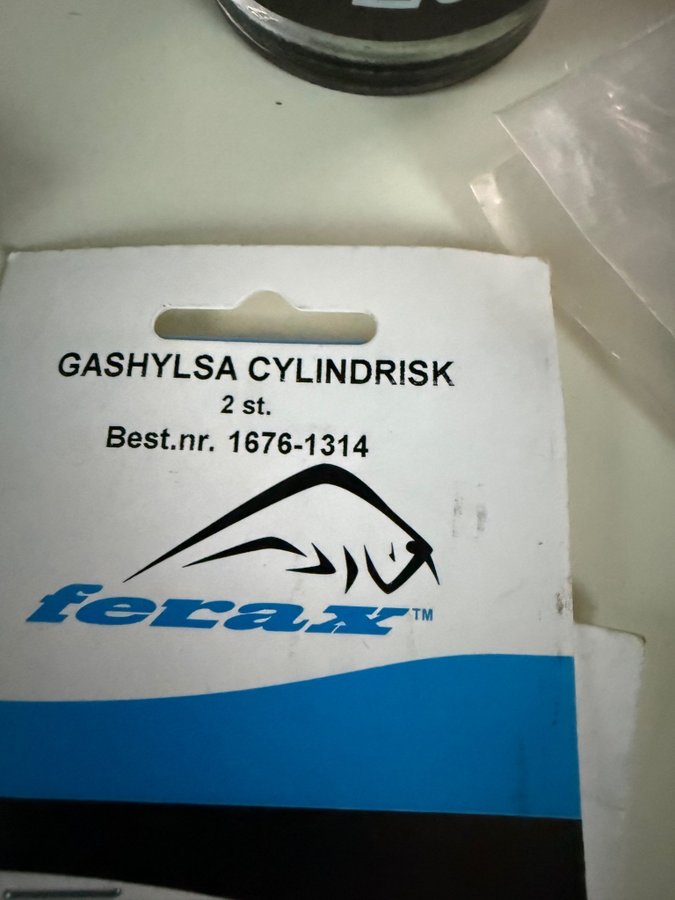 GASHYLSA CYLINDRISK
2 st.
Best.nr. 1676-1314
ferax™